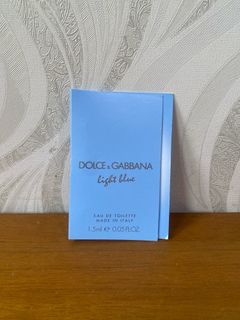 DOLCE & GABBANA
light blue
EAU DE TOILETTE
MADE IN ITALY
1.5ml ℮ 0.05 FL.OZ.